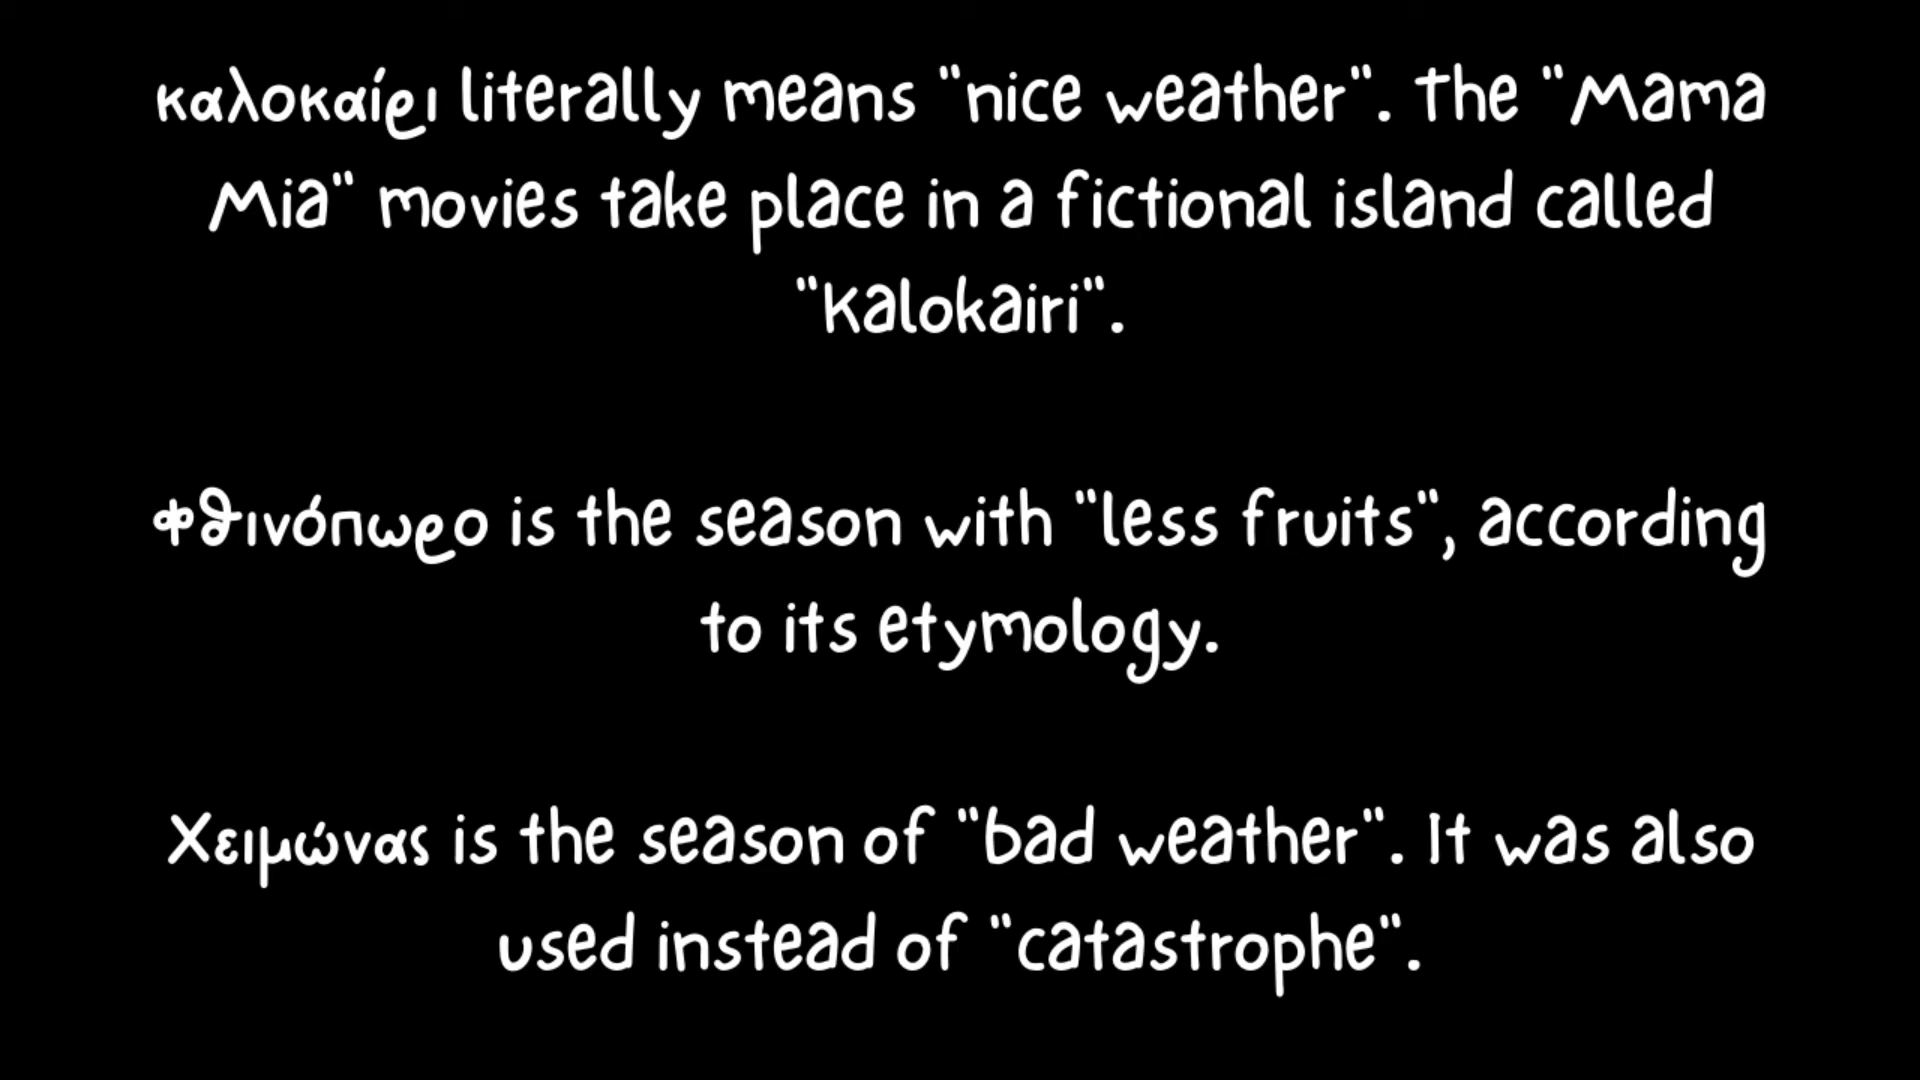 καλοκαίρι literally means "nice weather". The "Mama
Mia" movies take place in a fictional island called
"Kalokairi".
Φθινόπωρο is the season with "less fruits", according
to its etymology.
Χειμώνας is the season of "bad weather". It was also
used instead of "catastrophe".